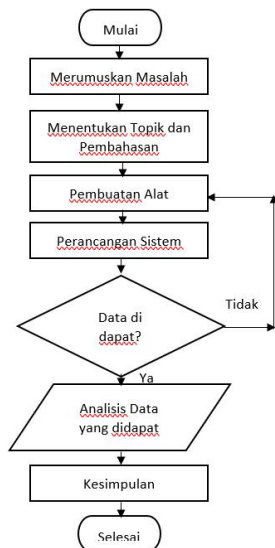 Mulai
Merumuskan Masalah
Menentukan Topik dan
Pembahasan
Pembuatan Alat
Perancangan Sistem
Tidak
Data di
dapat?
Ya
Analisis Data
yang didapat
Kesimpulan
Selesai